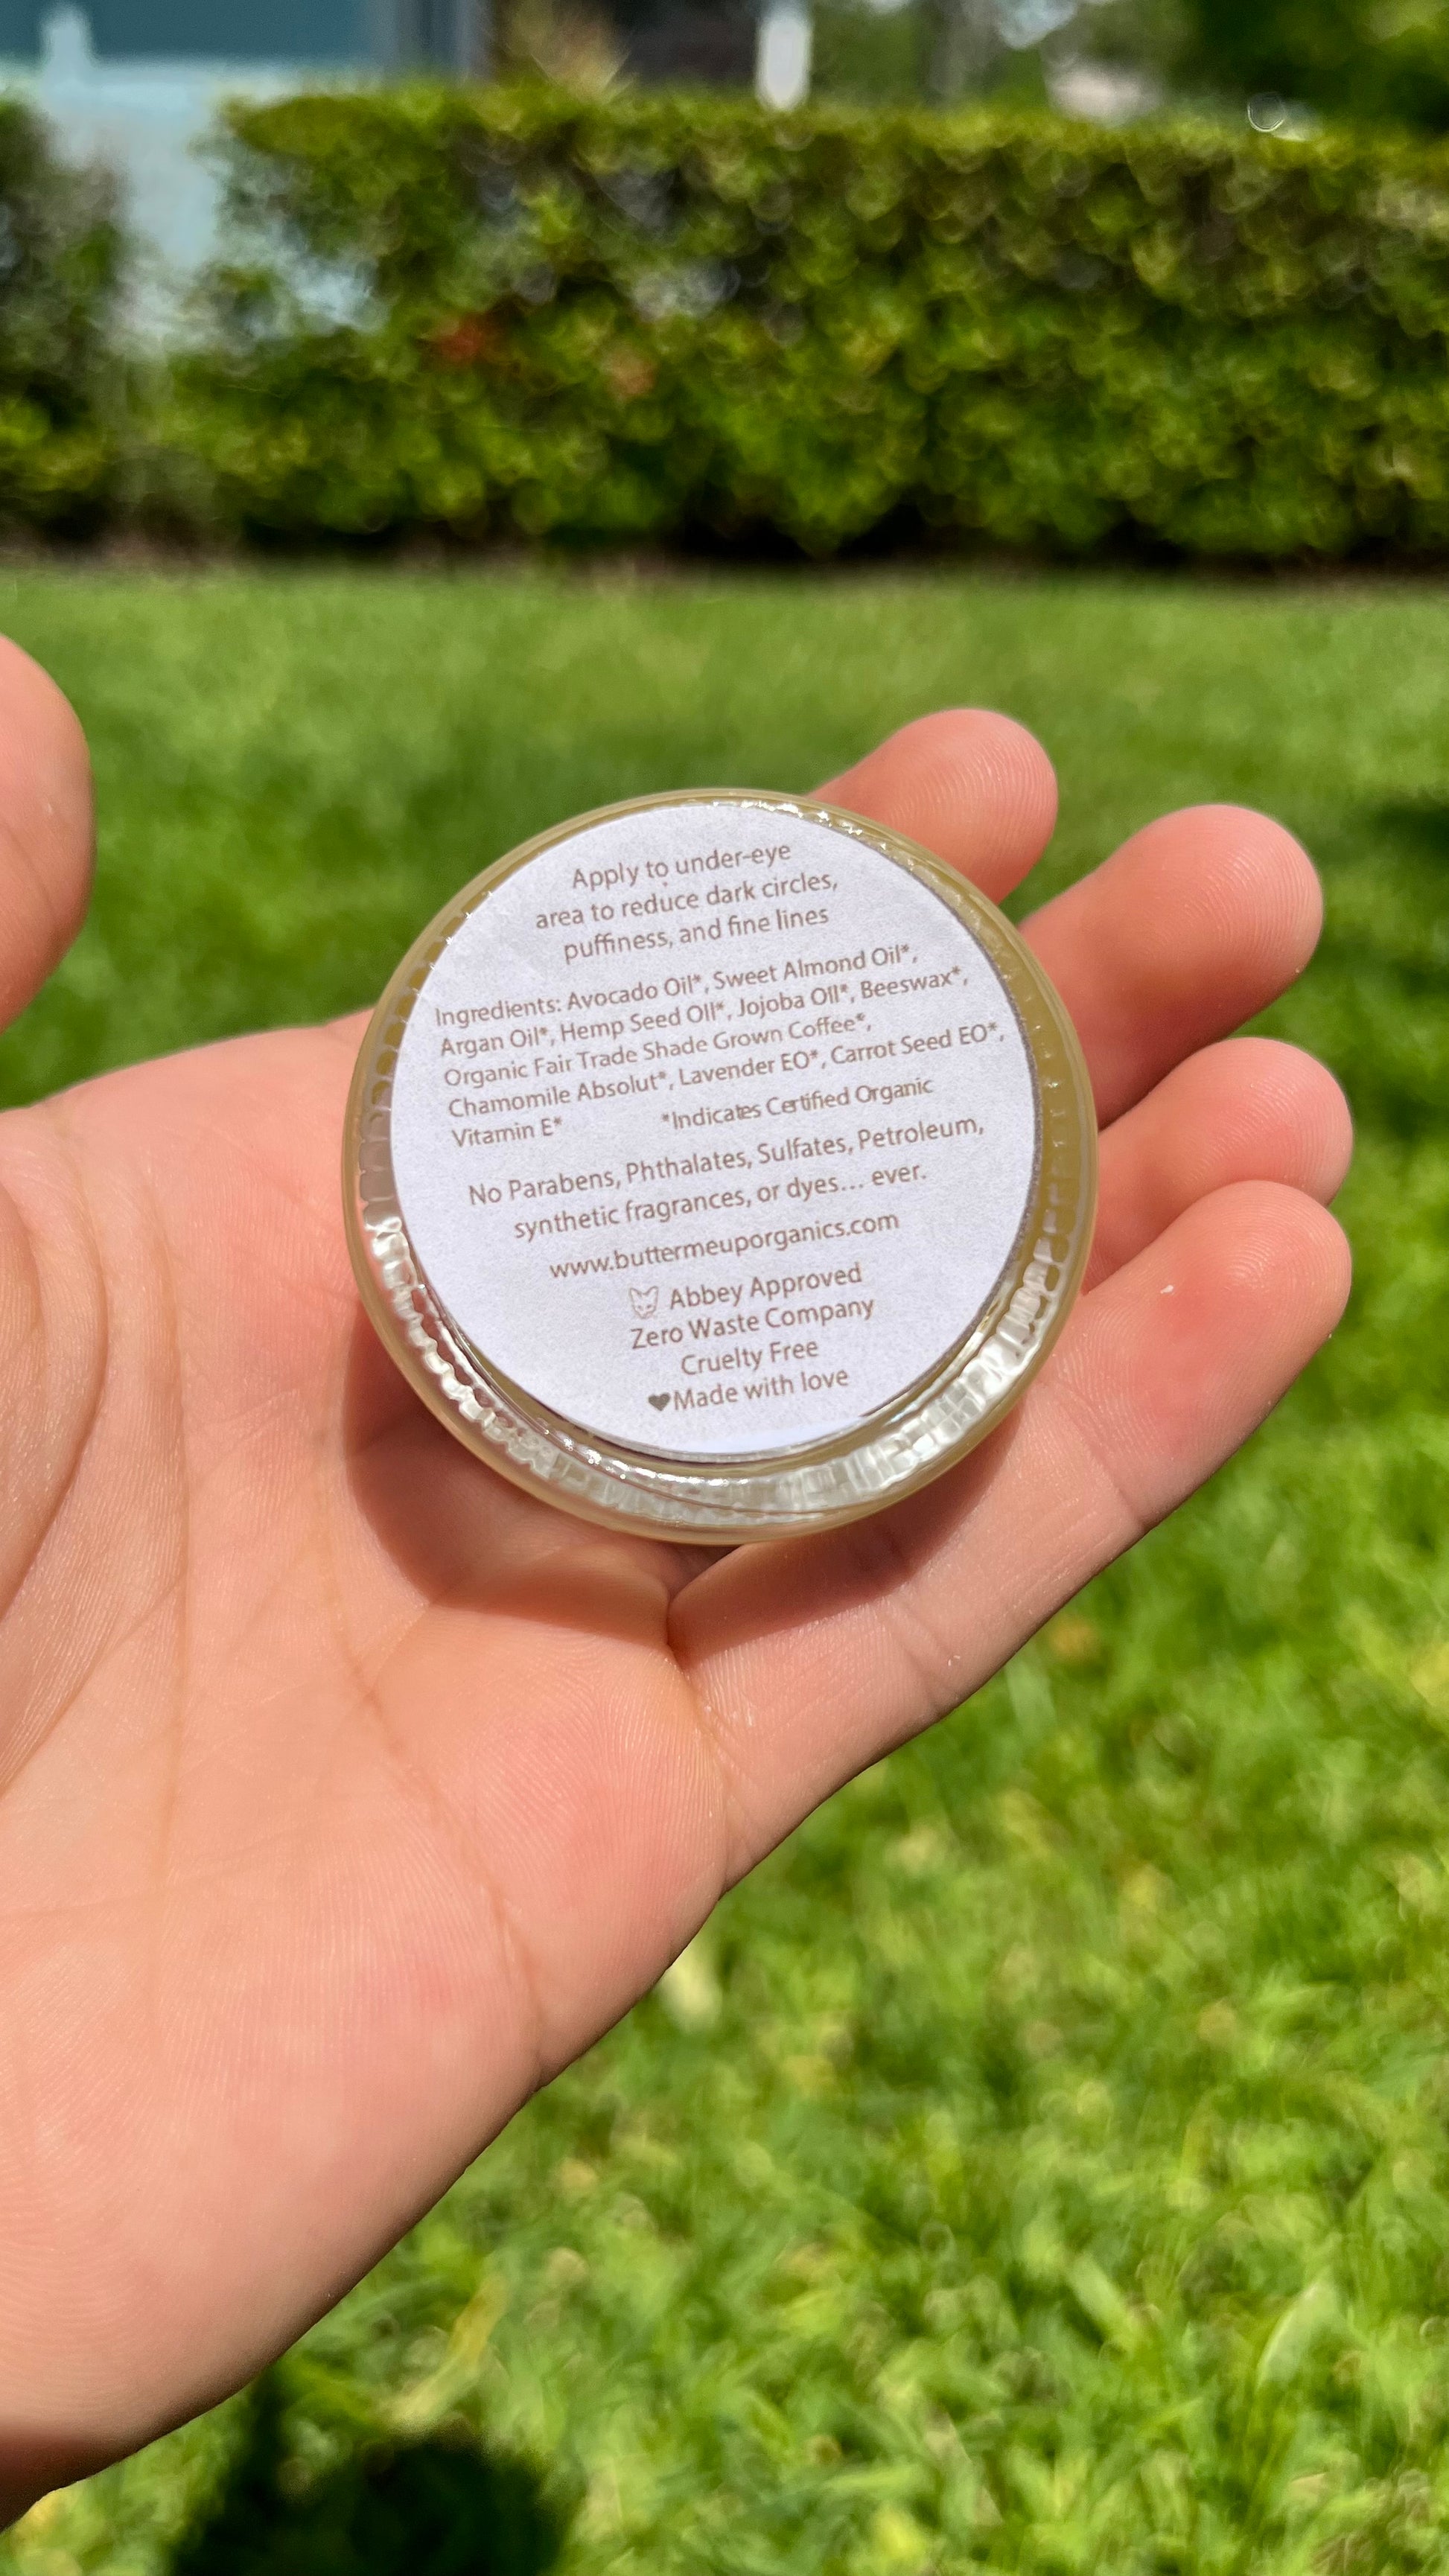 Apply to under-eye
area to reduce dark circles,
puffiness, and fine lines
Ingredients: Avocado Oil*, Sweet Almond Oil*,
Argan Oil*, Hemp Seed OIl*, Jojoba OIl*, Beeswax*,
Organic Fair Trade Shade Grown Coffee*,
Chamomile Absolut*, Lavender EO*, Carrot Seed EO*,
Vitamin E* *Indicates Certified Organic
No Parabens, Phthalates, Sulfates, Petroleum,
synthetic fragrances, or dyes... ever.
www.buttermeuporganics.com
Abbey Approved
Zero Waste Company
Cruelty Free
♥Made with love